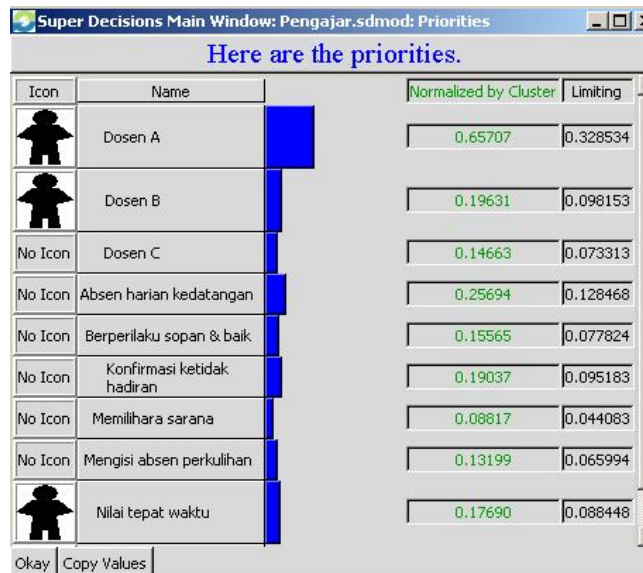 Super Decisions Main Window: Pengajar.sdmod: Priorities
Here are the priorities.
Icon Name Normalized by Cluster Limiting
Dosen A 0.65707 0.328534
Dosen B 0.19631 0.098153
No Icon Dosen C 0.14663 0.073313
No Icon Absen harian kedatangan 0.25694 0.128468
No Icon Berperilaku sopan & baik 0.15565 0.077824
No Icon Konfirmasi ketidak hadiran 0.19037 0.095183
No Icon Memilihara sarana 0.08817 0.044083
No Icon Mengisi absen perkulihan 0.13199 0.065994
Nilai tepat waktu 0.17690 0.088448
Okay Copy Values